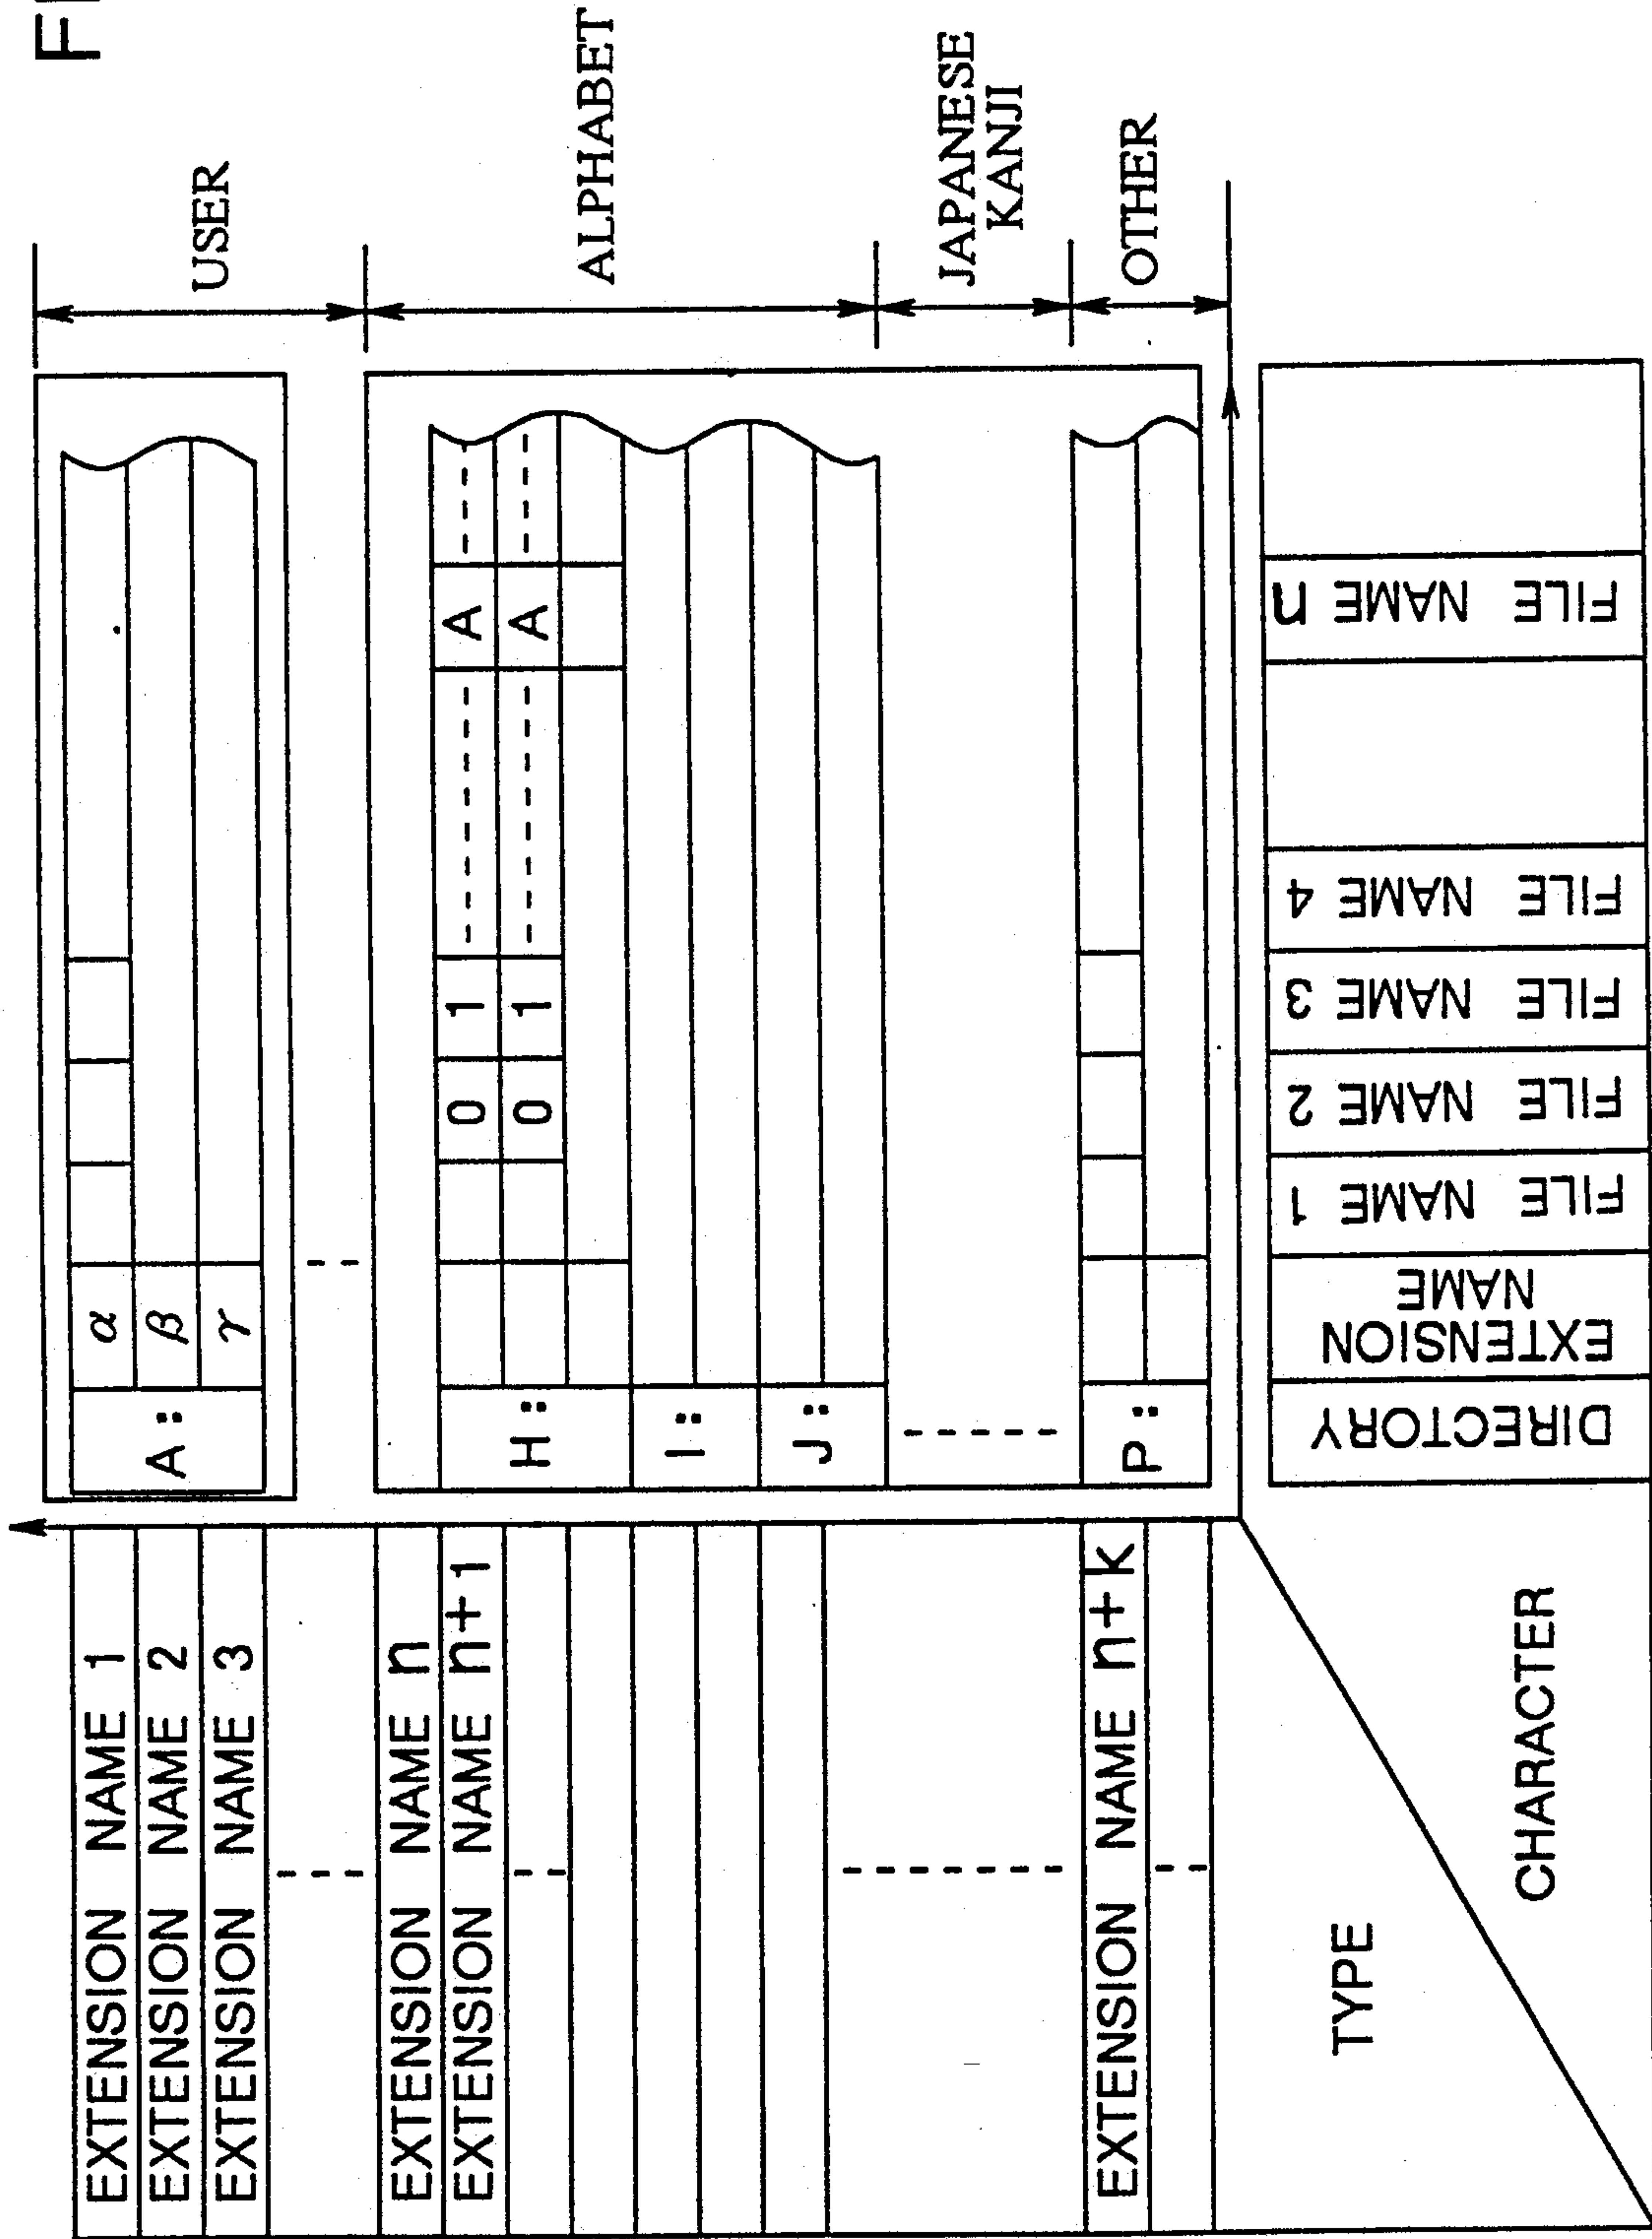 EXTENSION NAME 1
EXTENSION NAME 2
EXTENSION NAME 3
EXTENSION NAME n
EXTENSION NAME n+1
EXTENSION NAME n+k
TYPE
CHARACTER
A:
α
β
γ
H:
0 1 A
0 1 A
I:
J:
P:
USER
ALPHABET
JAPANESE
KANJI
OTHER
DIRECTORY
EXTENSION
NAME
FILE NAME 1
FILE NAME 2
FILE NAME 3
FILE NAME 4
FILE NAME n